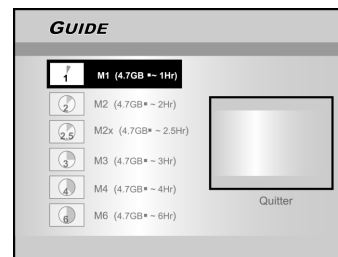 GUIDE
1 M1 (4.7GB ▪~ 1Hr)
2 M2 (4.7GB▪~ 2Hr)
2,5 M2x (4.7GB▪ ~ 2.5Hr)
3 M3 (4.7GB▪~ 3Hr)
4 M4 (4.7GB▪~ 4Hr)
6 M6 (4.7GB▪~ 6Hr)
Quitter